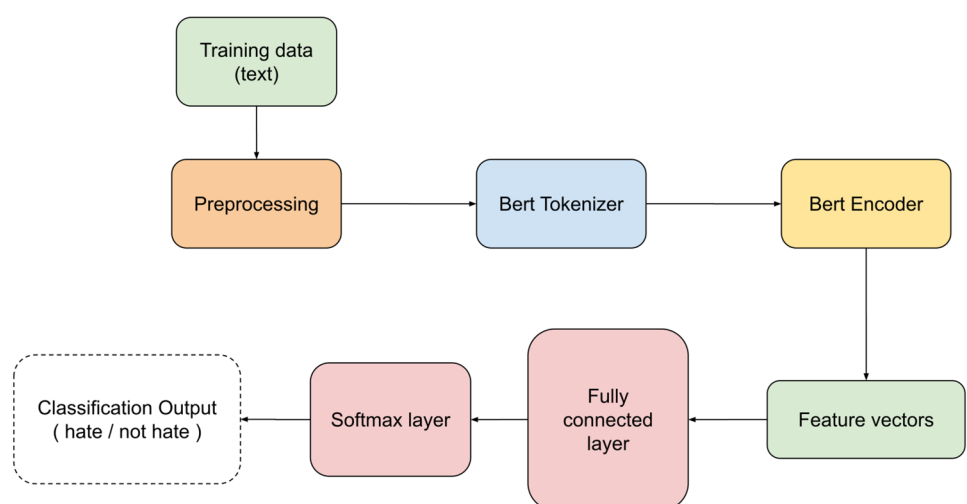 Training data
(text)
Preprocessing
Bert Tokenizer
Bert Encoder
Feature vectors
Fully
connected
layer
Softmax layer
Classification Output
( hate / not hate )